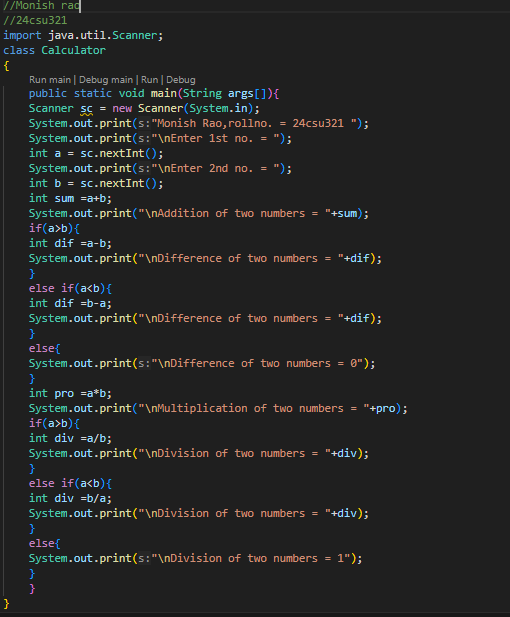 //Monish rao
//24csu321
import java.util.Scanner;
class Calculator
{
Run main | Debug main | Run | Debug
public static void main(String args[]){
Scanner sc = new Scanner(System.in);
System.out.print(s:"Monish Rao,rollno. = 24csu321 ");
System.out.print(s:"\nEnter 1st no. = ");
int a = sc.nextInt();
System.out.print(s:"\nEnter 2nd no. = ");
int b = sc.nextInt();
int sum =a+b;
System.out.print("\nAddition of two numbers = "+sum);
if(a>b){
int dif =a-b;
System.out.print("\nDifference of two numbers = "+dif);
}
else if(a<b){
int dif =b-a;
System.out.print("\nDifference of two numbers = "+dif);
}
else{
System.out.print(s:"\nDifference of two numbers = 0");
}
int pro =a*b;
System.out.print("\nMultiplication of two numbers = "+pro);
if(a>b){
int div =a/b;
System.out.print("\nDivision of two numbers = "+div);
}
else if(a<b){
int div =b/a;
System.out.print("\nDivision of two numbers = "+div);
}
else{
System.out.print(s:"\nDivision of two numbers = 1");
}
}
}